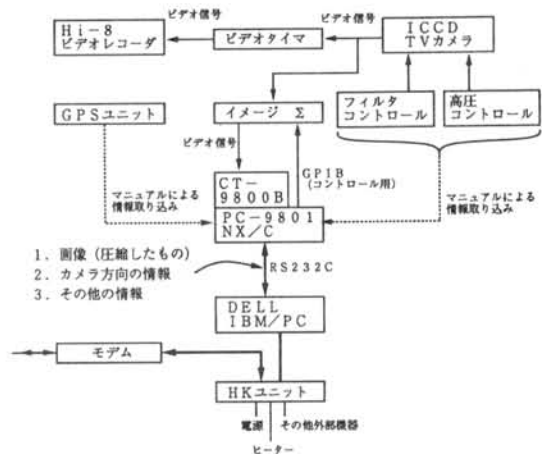 Hi-8
ビデオレコーダ
ビデオ信号
ビデオタイマ
ビデオ信号
ICCD
TVカメラ
GPSユニット
イメージ Σ
フィルタ
コントロール
高圧
コントロール
ビデオ信号
GPIB
(コントロール用)
CT-
9800B
マニュアルによる
情報取り込み
PC-9801
NX/C
マニュアルによる
情報取り込み
1. 画像（圧縮したもの）
2. カメラ方向の情報
3. その他の情報
RS232C
DELL
IBM/PC
モデム
HKユニット
電源
その他外部機器
ヒーター